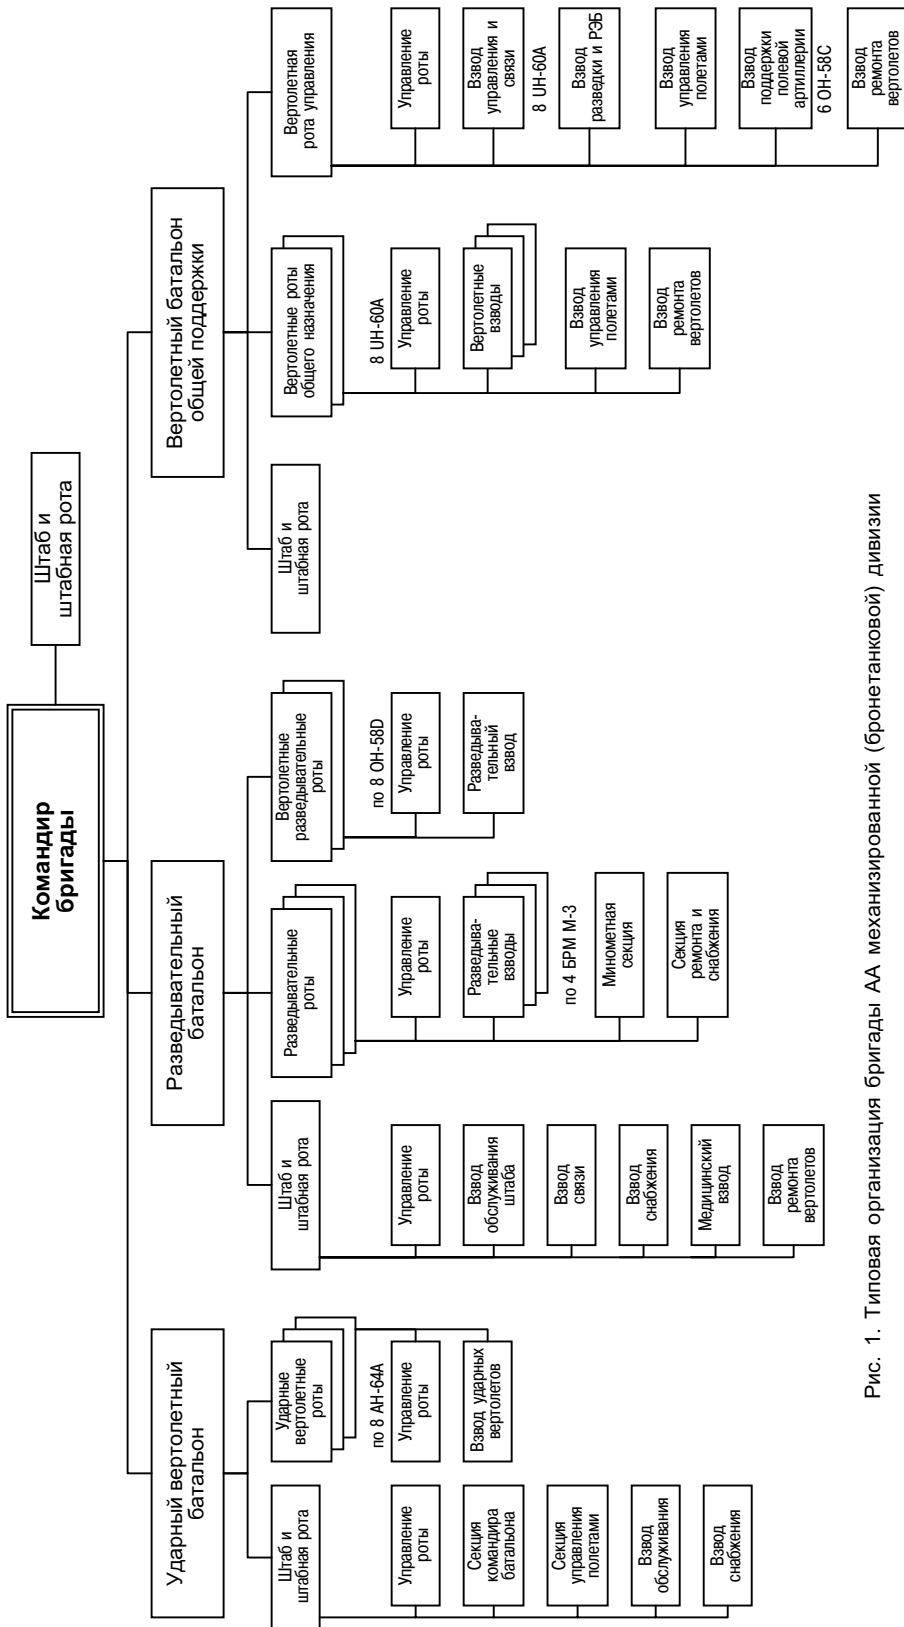 Командир
бригады
Штаб и
штабная рота
Ударный вертолетный
батальон
Штаб и
штабная рота
Управление
роты
Секция
командира
батальона
Секция
управления
полетами
Взвод
обслуживания
Взвод
снабжения
Ударные
вертолетные
роты
по 8 AH-64A
Управление
роты
Взвод ударных
вертолетов
Разведывательный
батальон
Штаб и
штабная рота
Управление
роты
Взвод
обслуживания
штаба
Взвод
связи
Взвод
снабжения
Медицинский
взвод
Взвод
ремонта
вертолетов
Разведывательные
роты
Управление
роты
Разведыва-
тельные
взводы
по 4 БРМ М-3
Минометная
секция
Секция
ремонта и
снабжения
Вертолетные
разведывательные
роты
по 8 OH-58D
Управление
роты
Разведыва-
тельный
взвод
Вертолетный батальон
общей поддержки
Штаб и
штабная рота
Вертолетные роты
общего назначения
8 UH-60A
Управление
роты
Вертолетные
взводы
Взвод
управления
полетами
Взвод
ремонта
вертолетов
Вертолетная
рота управления
Управление
роты
Взвод
управления и
связи
8 UH-60A
Взвод
разведки и РЭБ
Взвод
управления
полетами
Взвод
поддержки
полевой
артиллерии
6 OH-58C
Взвод
ремонта
вертолетов
Рис. 1. Типовая организация бригады АА механизированной (бронетанковой) дивизии